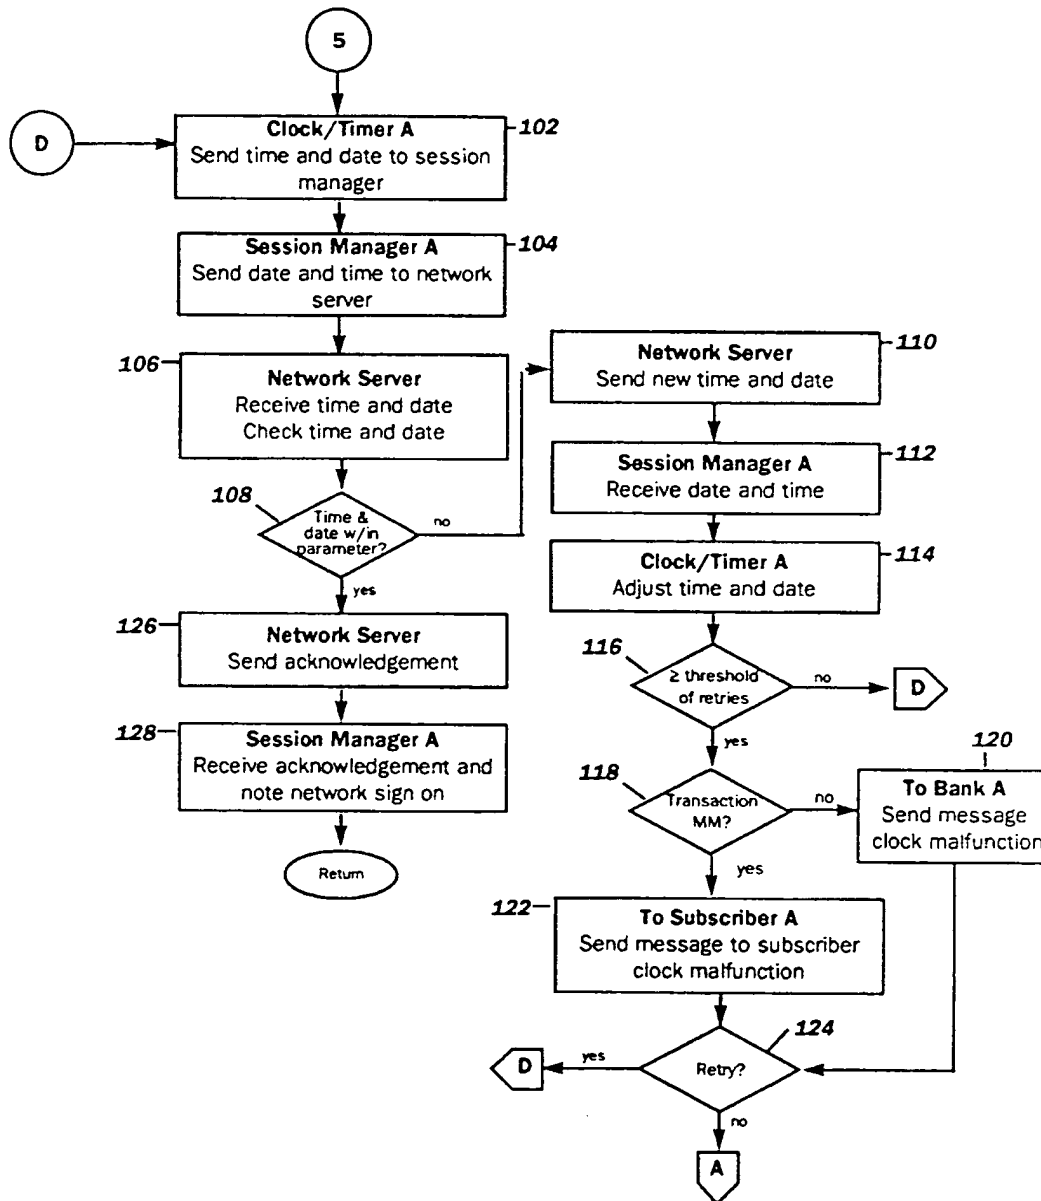 5
D
Clock/Timer A
Send time and date to session
manager
102
Session Manager A
Send date and time to network
server
104
106
Network Server
Receive time and date
Check time and date
108
Time &
date w/in
parameter?
no
yes
126
Network Server
Send acknowledgement
128
Session Manager A
Receive acknowledgement and
note network sign on
Return
Network Server
Send new time and date
110
Session Manager A
Receive date and time
112
Clock/Timer A
Adjust time and date
114
116
≥ threshold
of retries
no
D
yes
118
Transaction
MM?
no
120
To Bank A
Send message
clock malfunction
yes
122
To Subscriber A
Send message to subscriber
clock malfunction
124
Retry?
yes
D
no
A